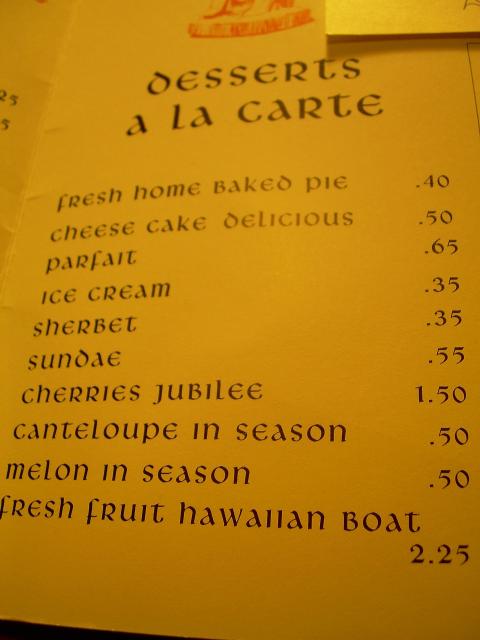 DESSERTS
A LA CARTE
FRESH HOME BAKED PIE .40
CHEESE CAKE DELICIOUS .50
PARFAIT .65
ICE CREAM .35
SHERBET .35
SUNDAE .55
CHERRIES JUBILEE 1.50
CANTELOUPE IN SEASON .50
MELON IN SEASON .50
FRESH FRUIT HAWAIIAN BOAT
2.25